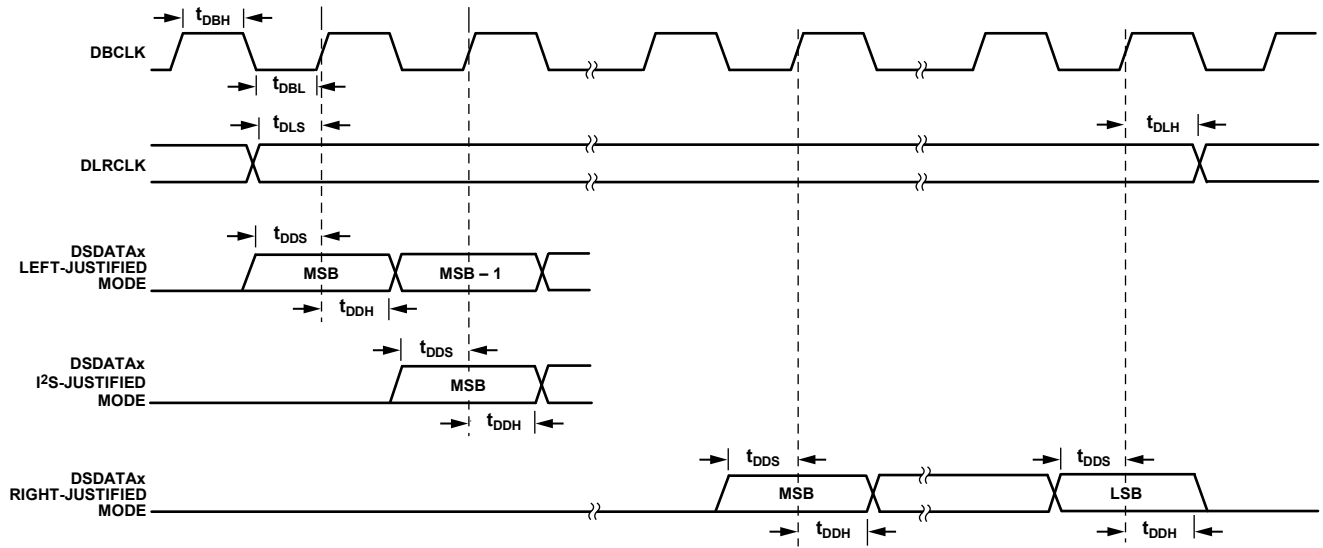 tDBH
DBCLK
tDBL
tDLS
tDLH
DLRCLK
tDDS
DSDATAx
LEFT-JUSTIFIED
MODE
MSB
MSB – 1
tDDH
DSDATAx
I²S-JUSTIFIED
MODE
tDDS
MSB
tDDH
DSDATAx
RIGHT-JUSTIFIED
MODE
tDDS
tDDS
MSB
LSB
tDDH
tDDH